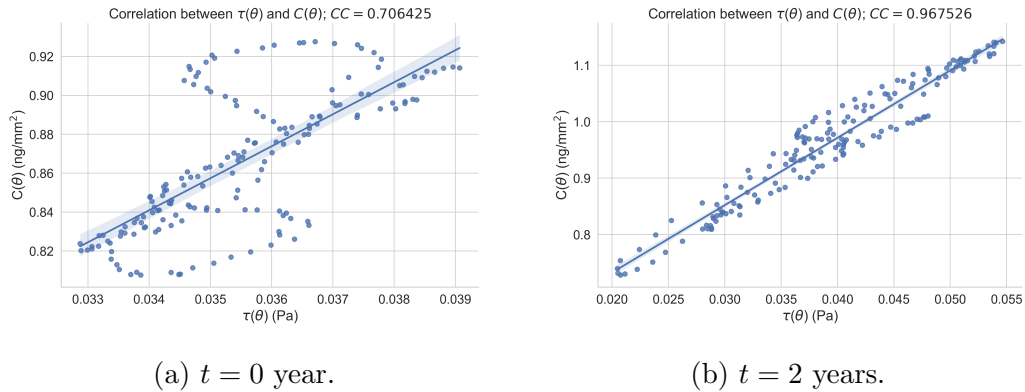 Correlation between τ(θ) and C(θ); CC = 0.706425
C(θ) (ng/mm²)
0.92
0.90
0.88
0.86
0.84
0.82
0.033 0.034 0.035 0.036 0.037 0.038 0.039
τ(θ) (Pa)
(a) t = 0 year.
Correlation between τ(θ) and C(θ); CC = 0.967526
C(θ) (ng/mm²)
1.1
1.0
0.9
0.8
0.020 0.025 0.030 0.035 0.040 0.045 0.050 0.055
τ(θ) (Pa)
(b) t = 2 years.